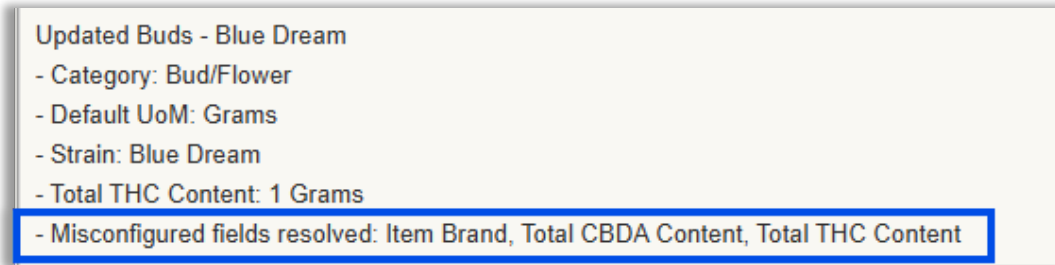 Updated Buds - Blue Dream
- Category: Bud/Flower
- Default UoM: Grams
- Strain: Blue Dream
- Total THC Content: 1 Grams
- Misconfigured fields resolved: Item Brand, Total CBDA Content, Total THC Content